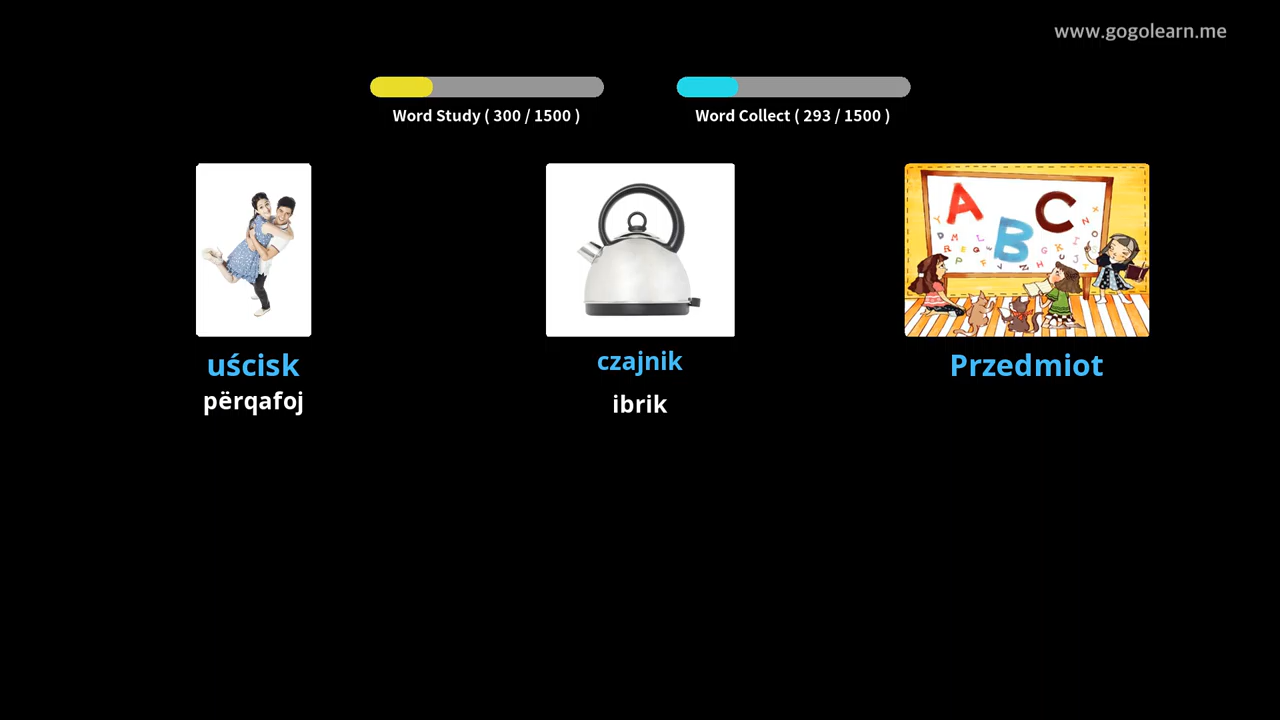 www.gogolearn.me
Word Study ( 300 / 1500 )
Word Collect ( 293 / 1500 )
uścisk
përqafoj
czajnik
ibrik
Przedmiot
A B C